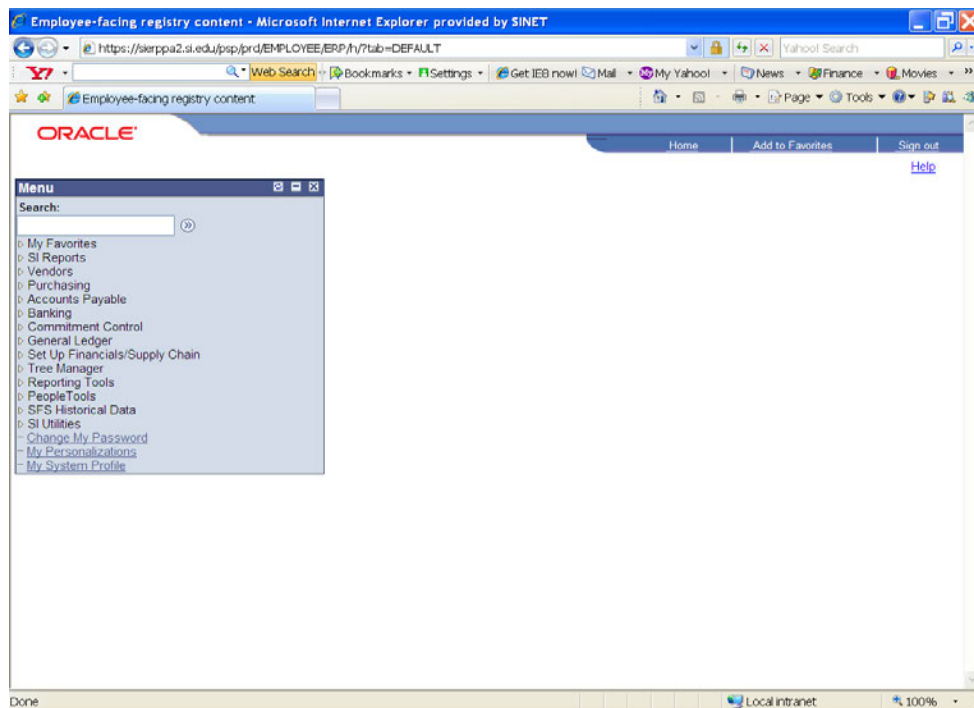 Employee-facing registry content - Microsoft Internet Explorer provided by SINET
https://sierppa2.si.edu/psp/prd/EMPLOYEE/ERP/h/?tab=DEFAULT
Yahoo! Search
Y! Web Search Bookmarks Settings Get IE8 now! Mail My Yahoo! News Finance Movies »
Employee-facing registry content
Page Tools
ORACLE
Home Add to Favorites Sign out
Help
Menu
Search:
My Favorites
SI Reports
Vendors
Purchasing
Accounts Payable
Banking
Commitment Control
General Ledger
Set Up Financials/Supply Chain
Tree Manager
Reporting Tools
PeopleTools
SFS Historical Data
SI Utilities
Change My Password
My Personalizations
My System Profile
Done Local intranet 100%